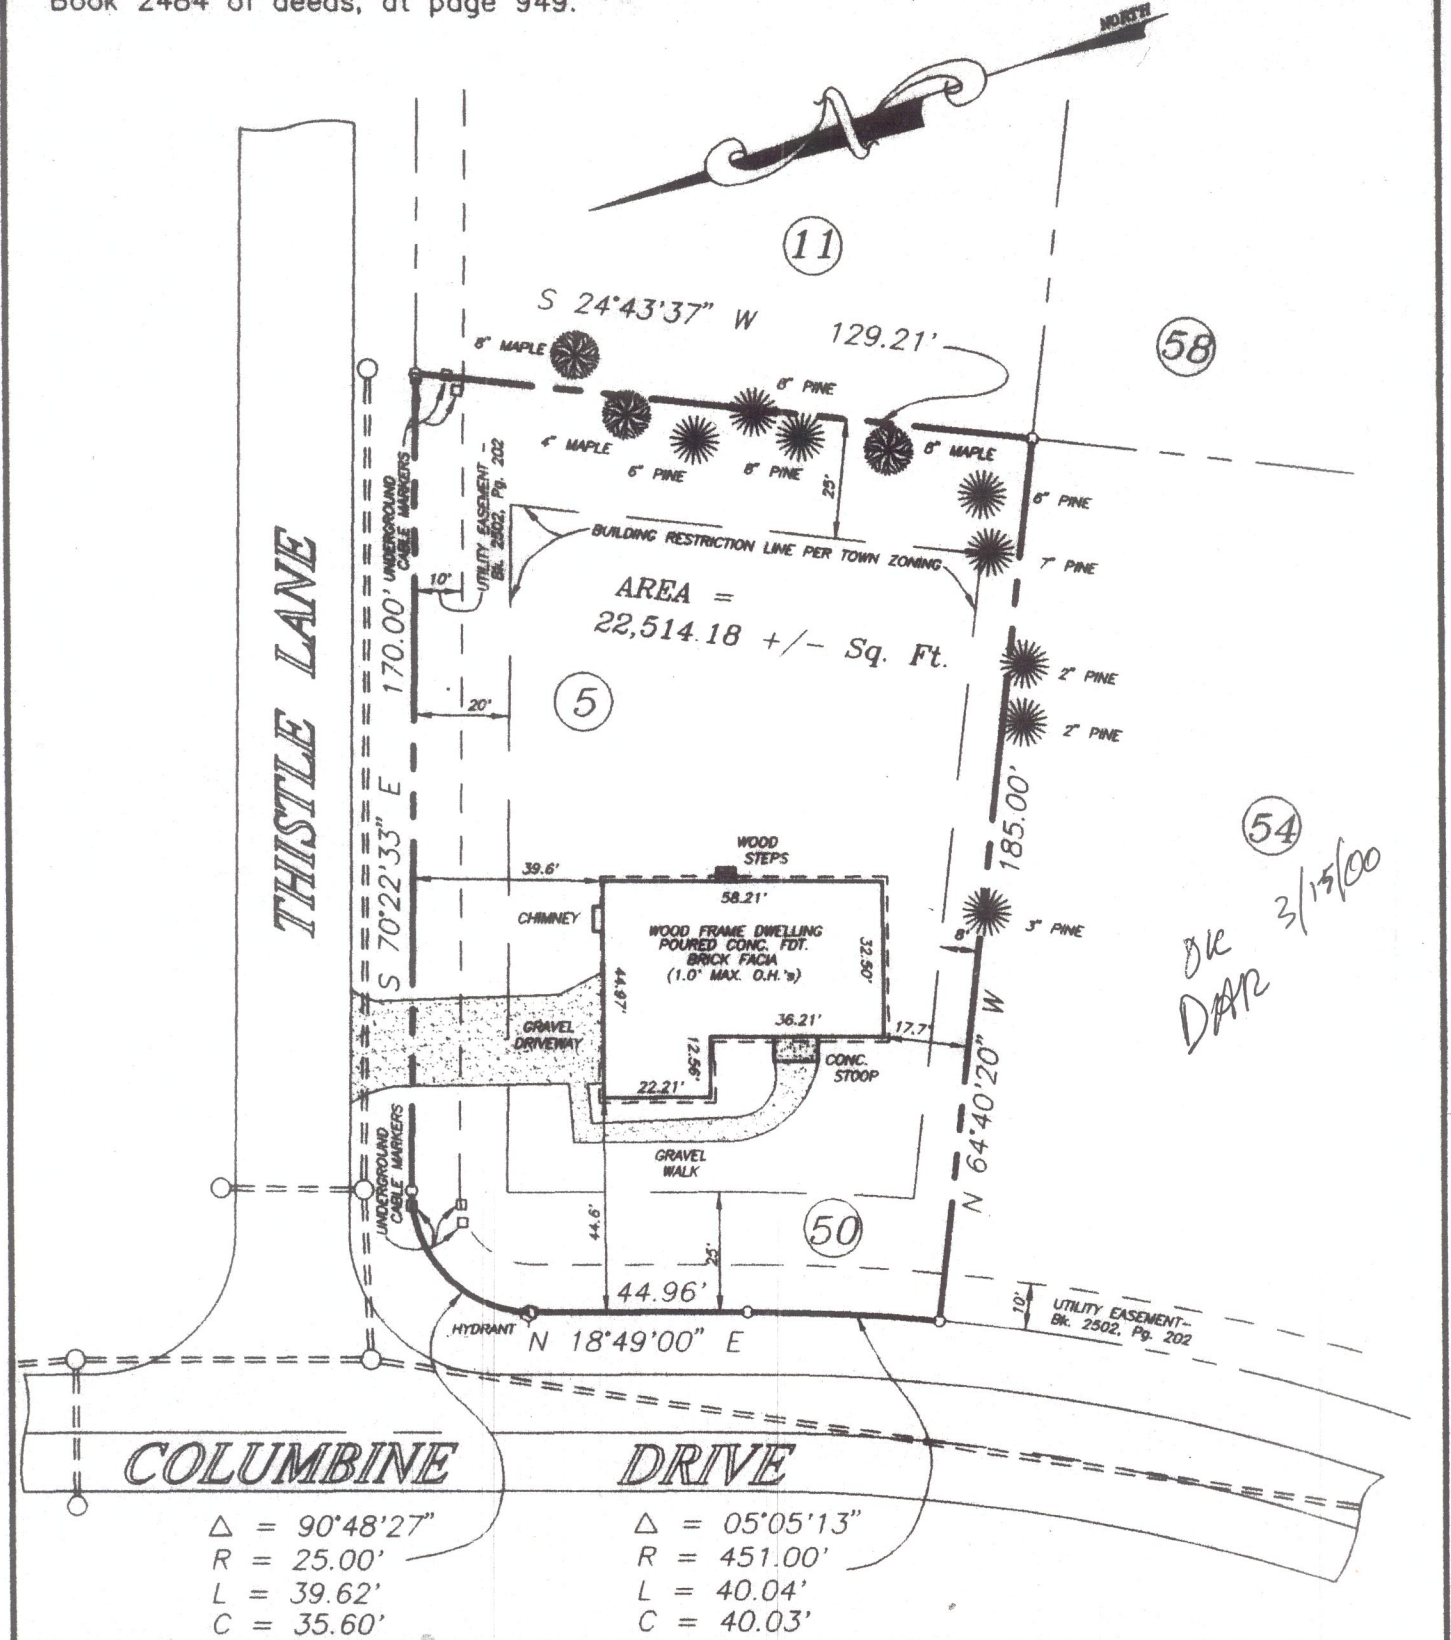 Book 2484 of deeds, at page 949.
NORTH
11
S 24°43'37" W
129.21'
58
8" MAPLE
8" PINE
4" MAPLE
6" PINE
8" PINE
6" MAPLE
25'
6" PINE
7" PINE
UNDERGROUND
CABLE MARKERS
UTILITY EASEMENT –
Bk. 2502, Pg. 202
10'
BUILDING RESTRICTION LINE PER TOWN ZONING
AREA =
22,514.18 +/- Sq. Ft.
THISTLE LANE
S 70°22'33" E
170.00'
20'
5
2" PINE
2" PINE
185.00'
54
3/15/00
OK
DAR
WOOD
STEPS
39.6'
58.21'
CHIMNEY
WOOD FRAME DWELLING
POURED CONC. FDT.
BRICK FACIA
(1.0' MAX. O.H.'s)
32.50'
44.97'
8'
3" PINE
GRAVEL
DRIVEWAY
36.21'
17.7'
12.56'
22.21'
CONC.
STOOP
N 64°40'20" W
UNDERGROUND
CABLE MARKERS
GRAVEL
WALK
44.6'
25'
50
44.96'
10'
UTILITY EASEMENT–
Bk. 2502, Pg. 202
HYDRANT
N 18°49'00" E
COLUMBINE DRIVE
Δ = 90°48'27"
R = 25.00'
L = 39.62'
C = 35.60'
Δ = 05°05'13"
R = 451.00'
L = 40.04'
C = 40.03'